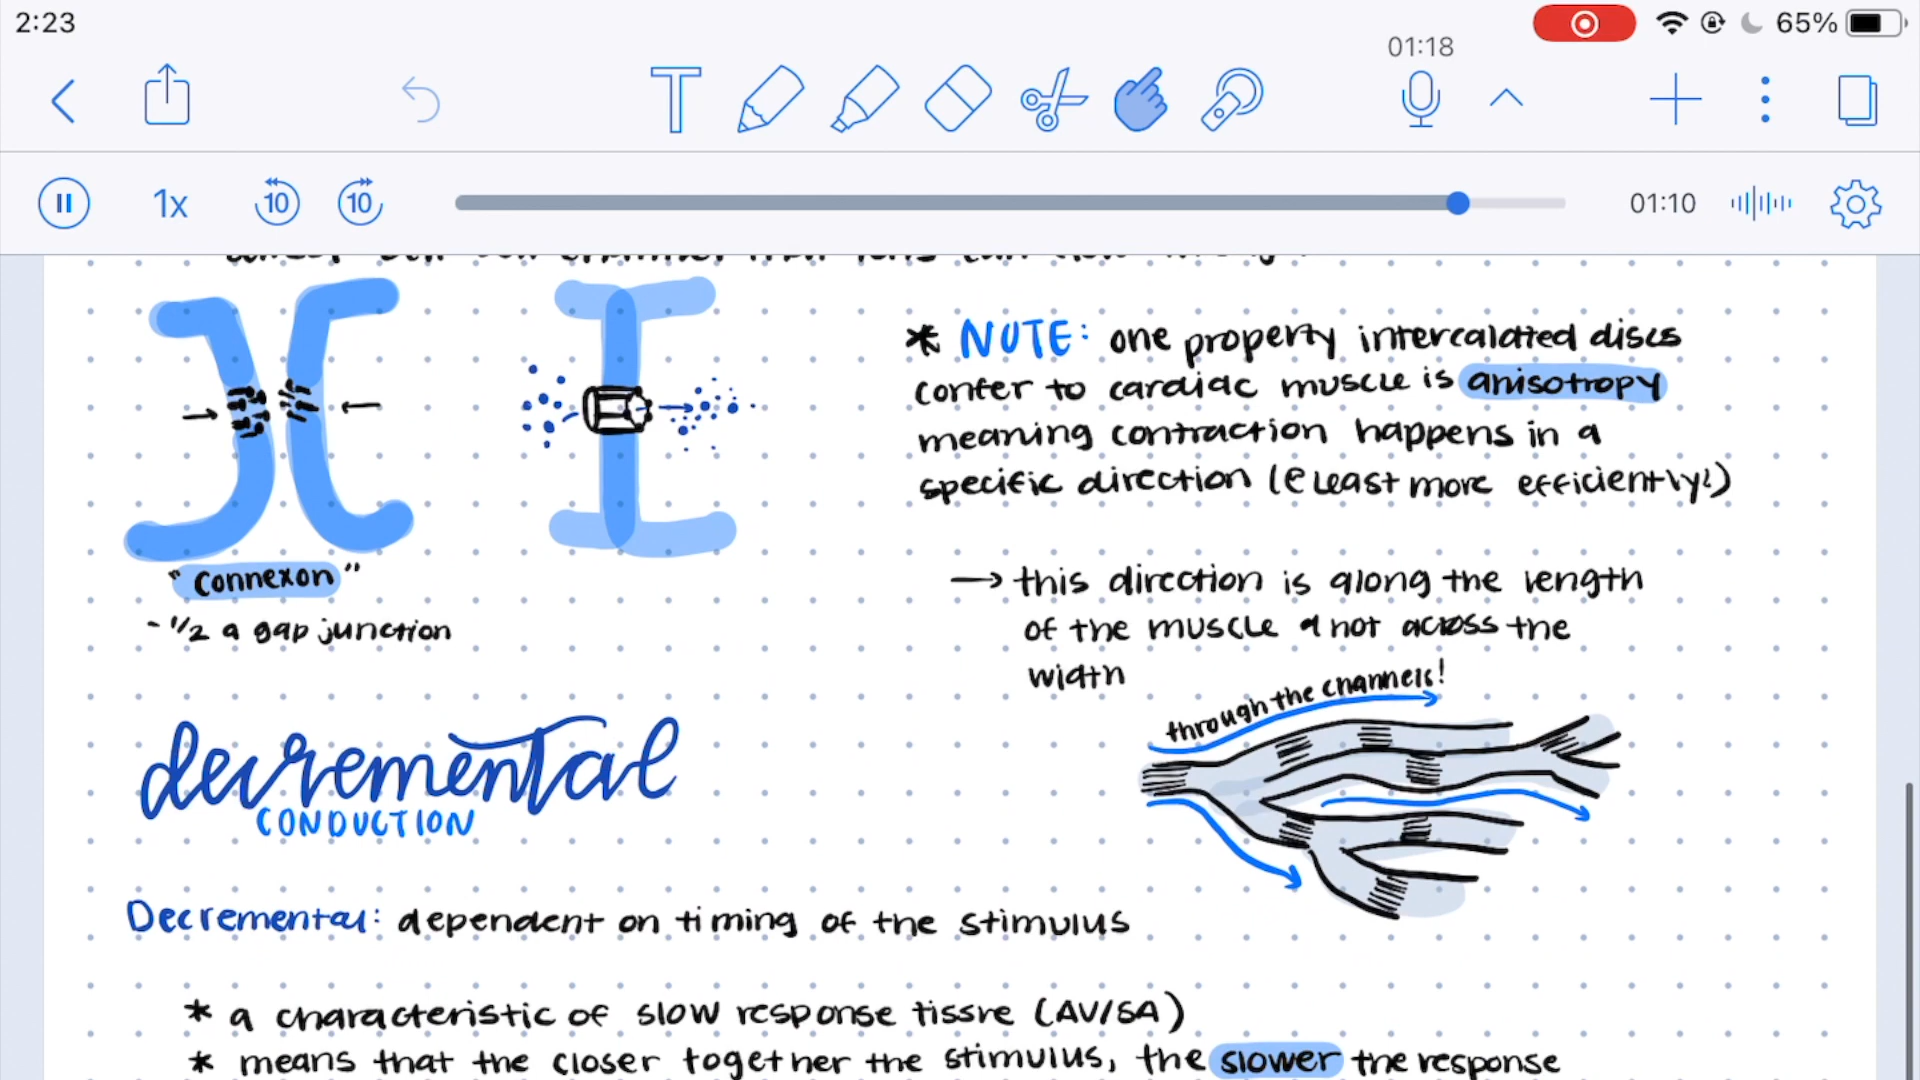 2:23
65%
01:18
T
1x
10
10
01:10
* NOTE: one property intercalated discs
confer to cardiac muscle is anisotropy
meaning contraction happens in a
specific direction (@ least more efficiently!)
"connexon"
- 1/2 a gap junction
→ this direction is along the length
of the muscle & not across the
width
through the channels!
decremental
CONDUCTION
Decremental: dependent on timing of the stimulus
* a characteristic of slow response tissue (AV/SA)
* means that the closer together the stimulus, the slower the response